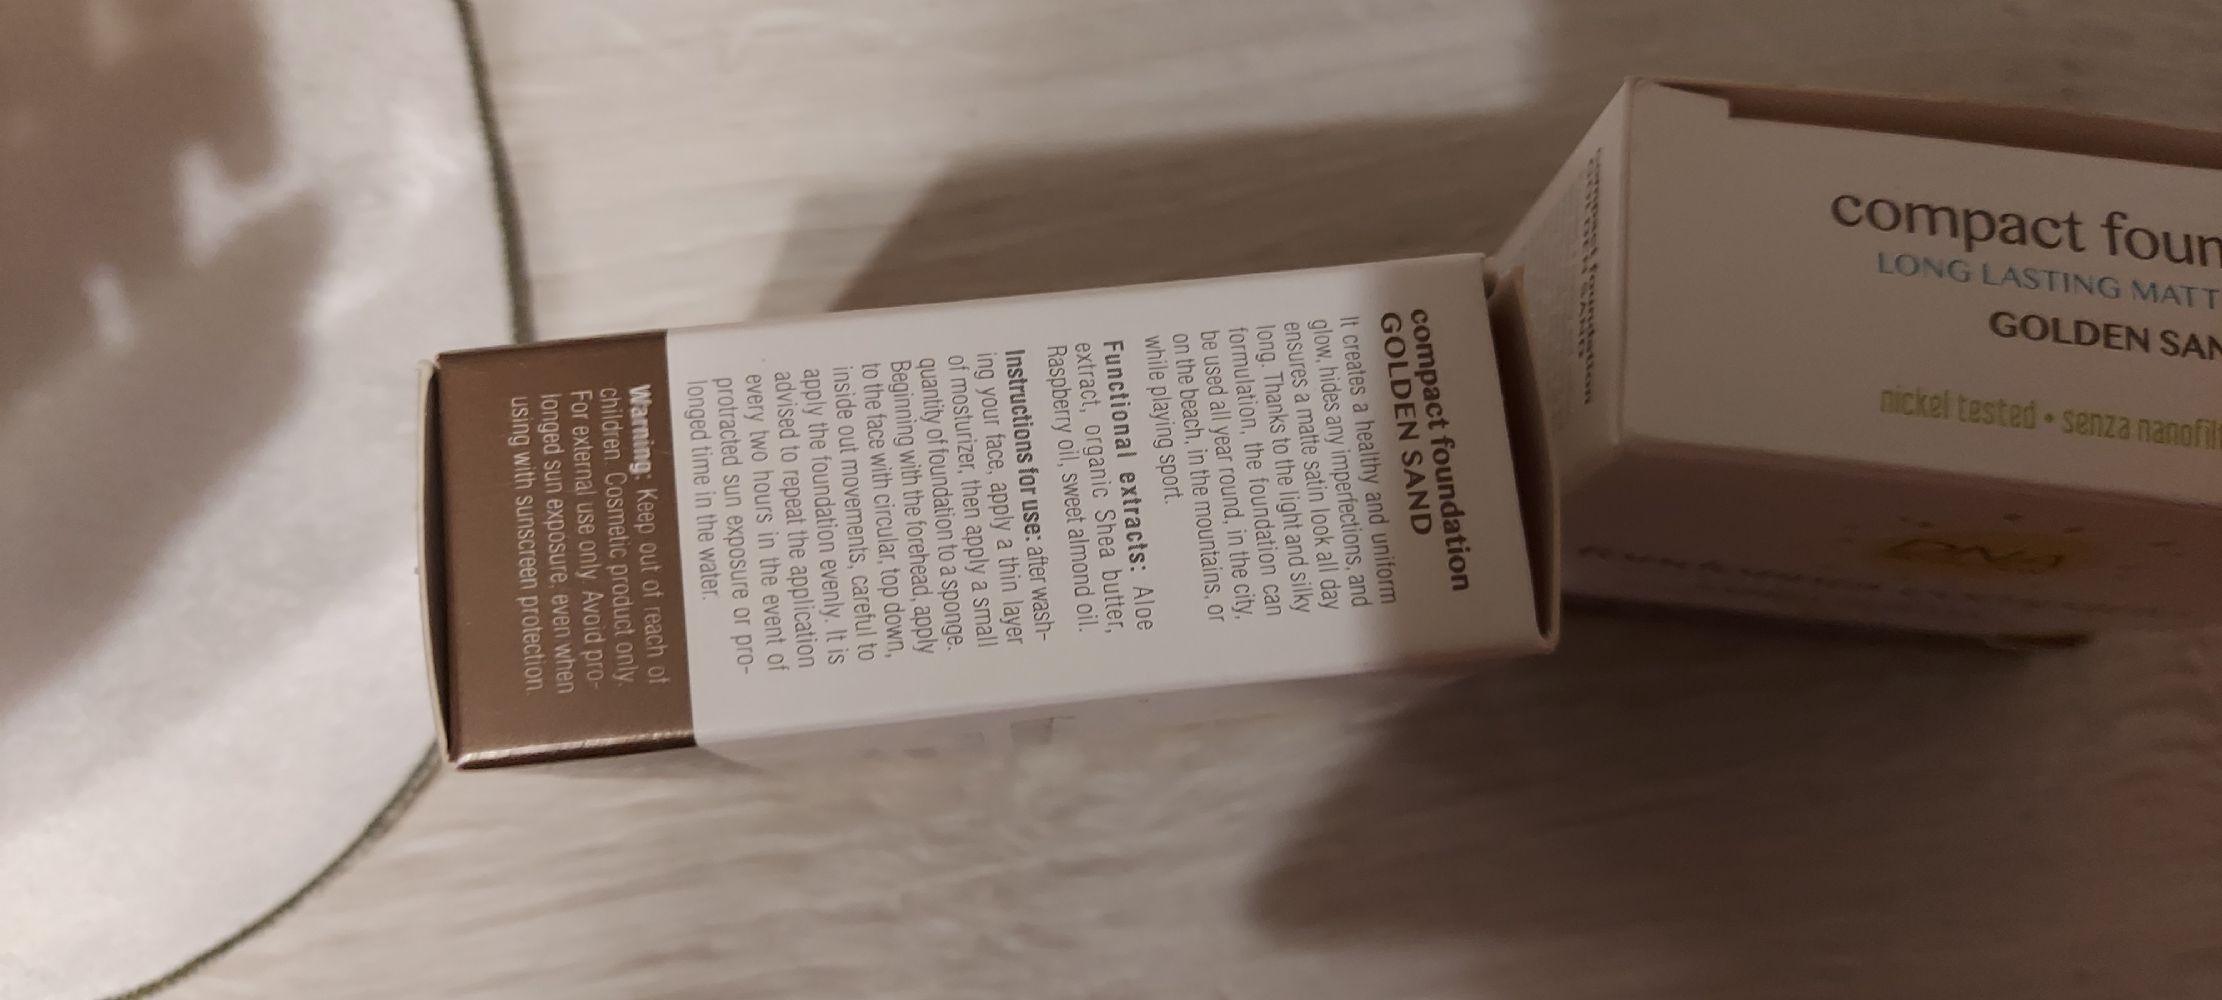 compact foundation
GOLDEN SAND
It creates a healthy and uniform
glow, hides any imperfections, and
ensures a matte satin look all day
long. Thanks to the light and silky
formulation, the foundation can
be used all year round, in the city,
on the beach, in the mountains, or
while playing sport.
Functional extracts: Aloe
extract, organic Shea butter,
Raspberry oil, sweet almond oil.
Instructions for use: after wash-
ing your face, apply a thin layer
of mosturizer, then apply a small
quantity of foundation to a sponge.
Beginning with the forehead, apply
to the face with circular, top down,
inside out movements, careful to
apply the foundation evenly. It is
advised to repeat the application
every two hours in the event of
protracted sun exposure or pro-
longed time in the water.
Warning: Keep out of reach of
children. Cosmetic product only.
For external use only. Avoid pro-
longed sun exposure, even when
using with sunscreen protection.
compact foun
LONG LASTING MATT
GOLDEN SAN
nickel tested • senza nanofilt
compact foundation
GOLDEN SAND